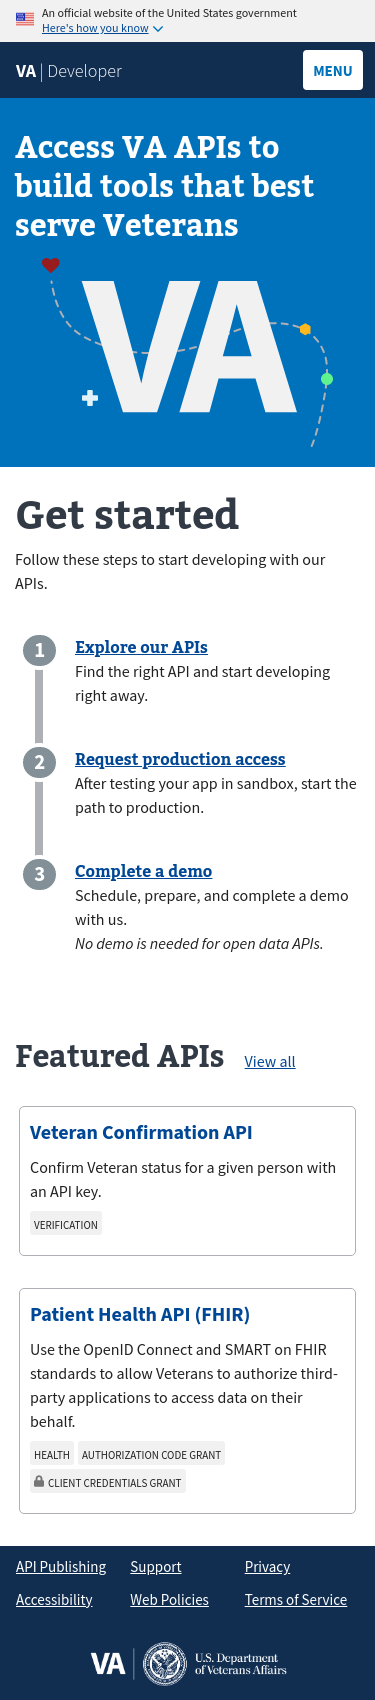 An official website of the United States government
Here's how you know
VA | Developer
MENU
Access VA APIs to
build tools that best
serve Veterans
VA
Get started
Follow these steps to start developing with our
APIs.
1
Explore our APIs
Find the right API and start developing
right away.
2
Request production access
After testing your app in sandbox, start the
path to production.
3
Complete a demo
Schedule, prepare, and complete a demo
with us.
No demo is needed for open data APIs.
Featured APIs View all
Veteran Confirmation API
Confirm Veteran status for a given person with
an API key.
VERIFICATION
Patient Health API (FHIR)
Use the OpenID Connect and SMART on FHIR
standards to allow Veterans to authorize third-
party applications to access data on their
behalf.
HEALTH AUTHORIZATION CODE GRANT
CLIENT CREDENTIALS GRANT
API Publishing Support Privacy
Accessibility Web Policies Terms of Service
VA U.S. Department
of Veterans Affairs